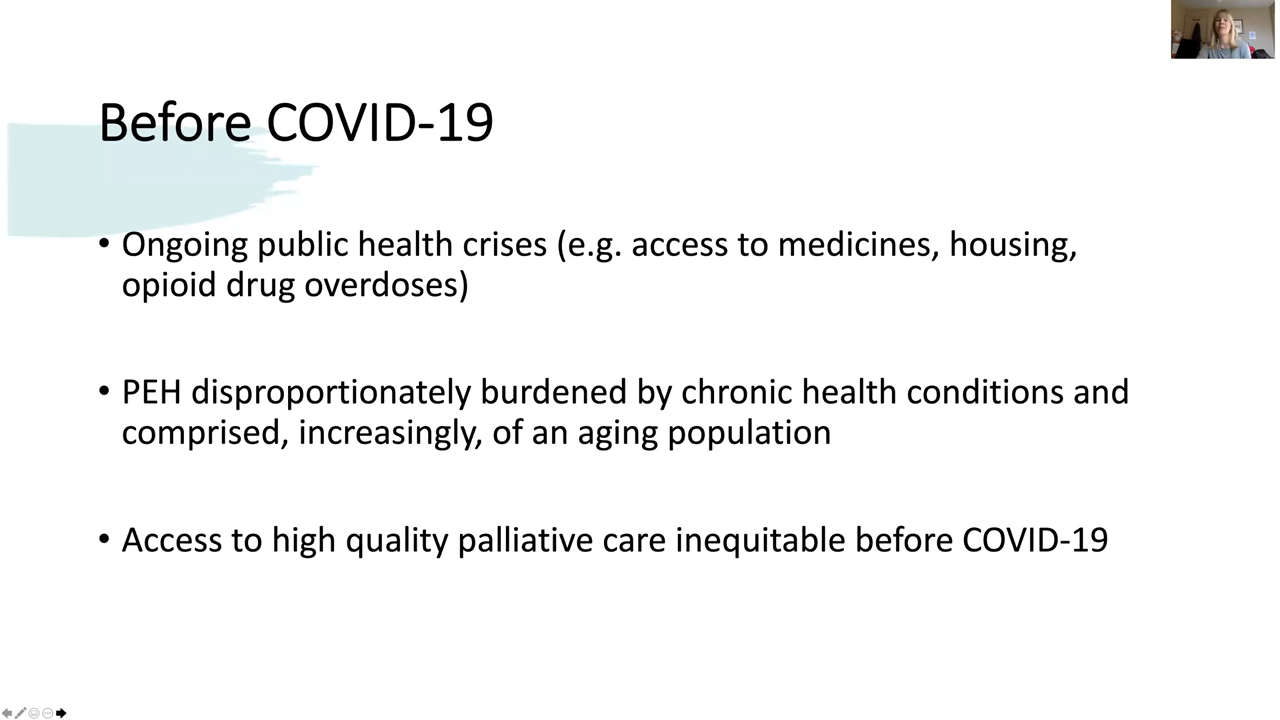 Before COVID-19
• Ongoing public health crises (e.g. access to medicines, housing,
opioid drug overdoses)
• PEH disproportionately burdened by chronic health conditions and
comprised, increasingly, of an aging population
• Access to high quality palliative care inequitable before COVID-19